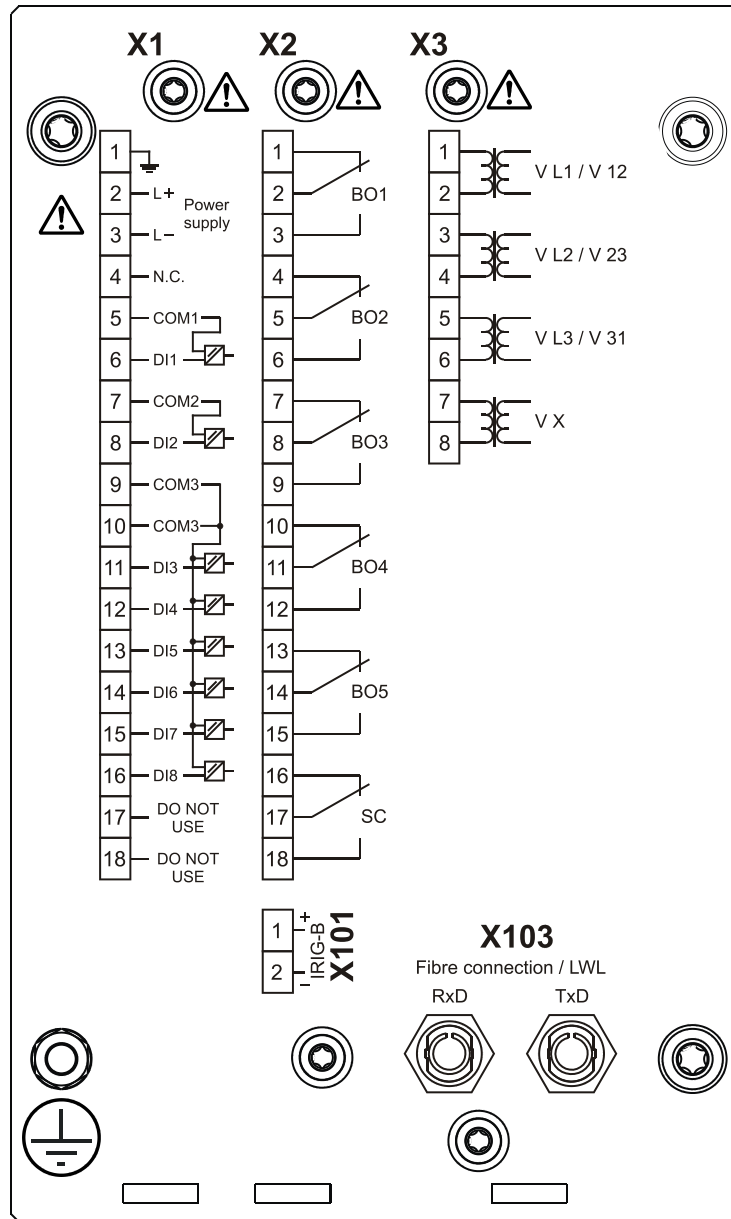 X1 X2 X3
1
2 L+
3 L−
Power
supply
4 N.C.
5 COM1
6 DI1
7 COM2
8 DI2
9 COM3
10 COM3
11 DI3
12 DI4
13 DI5
14 DI6
15 DI7
16 DI8
17 DO NOT
USE
18 DO NOT
USE
1
2 BO1
3
4
5 BO2
6
7
8 BO3
9
10
11 BO4
12
13
14 BO5
15
16
17 SC
18
1
2
V L1 / V 12
3
4
V L2 / V 23
5
6
V L3 / V 31
7
8
V X
1 +
2 −
IRIG-B
X101
X103
Fibre connection / LWL
RxD TxD